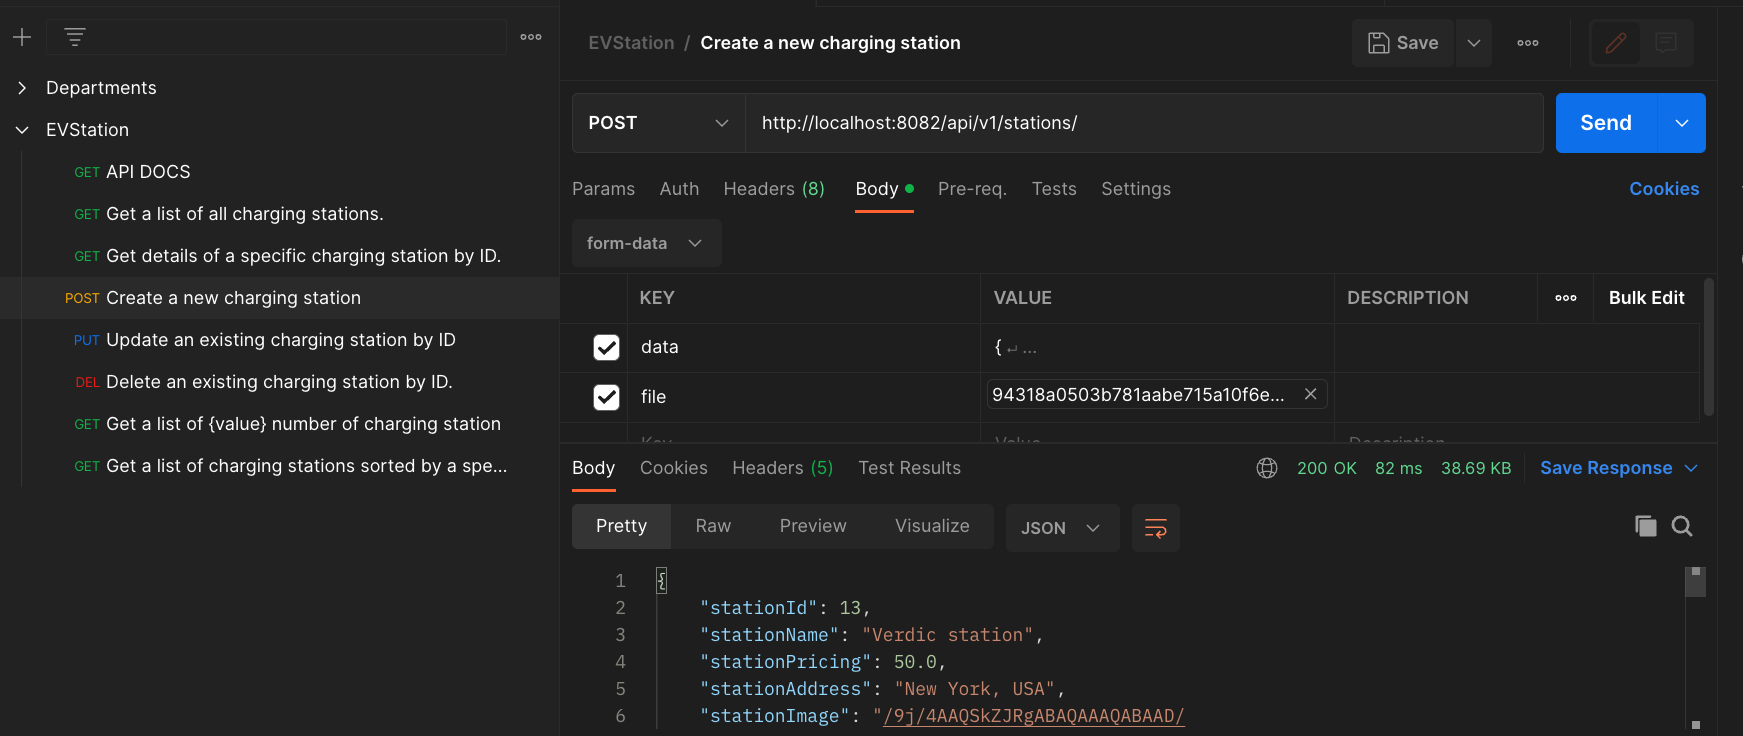 Departments
EVStation
GET API DOCS
GET Get a list of all charging stations.
GET Get details of a specific charging station by ID.
POST Create a new charging station
PUT Update an existing charging station by ID
DEL Delete an existing charging station by ID.
GET Get a list of {value} number of charging station
GET Get a list of charging stations sorted by a spe...
EVStation / Create a new charging station
Save
POST http://localhost:8082/api/v1/stations/ Send
Params Auth Headers (8) Body Pre-req. Tests Settings Cookies
form-data
KEY VALUE DESCRIPTION Bulk Edit
data { ↵ ...
file 94318a0503b781aabe715a10f6e...
Key Value Description
Body Cookies Headers (5) Test Results 200 OK 82 ms 38.69 KB Save Response
Pretty Raw Preview Visualize JSON
1 {
2 "stationId": 13,
3 "stationName": "Verdic station",
4 "stationPricing": 50.0,
5 "stationAddress": "New York, USA",
6 "stationImage": "/9j/4AAQSkZJRgABAQAAAQABAAD/